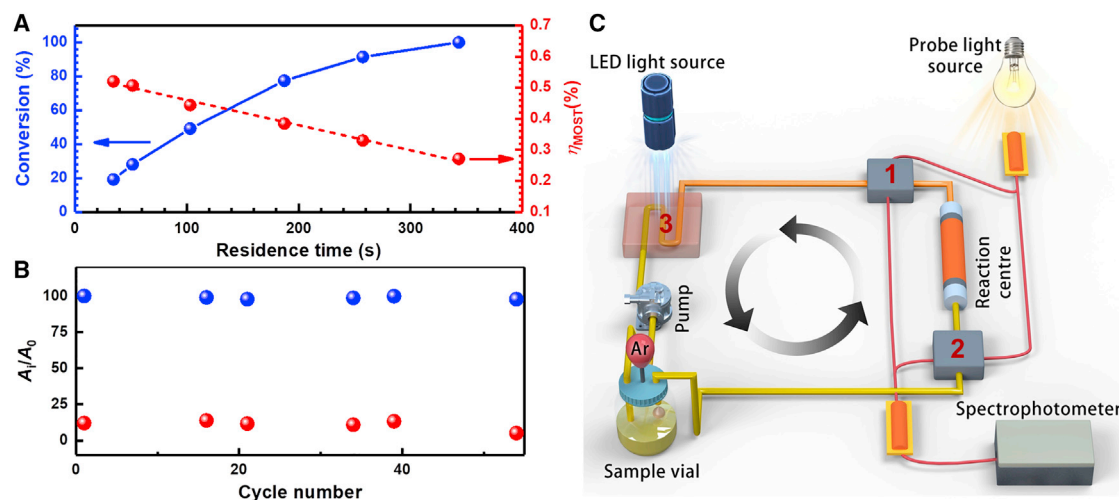 A
Conversion (%)
100
80
60
40
20
0
0.7
0.6
0.5
0.4
0.3
0.2
0.1
ηMOST(%)
0 100 200 300 400
Residence time (s)
B
Ai/A0
100
75
50
25
0
0 20 40
Cycle number
C
LED light source
Probe light
source
1
3
Reaction
centre
Pump
Ar
2
Spectrophotometer
Sample vial